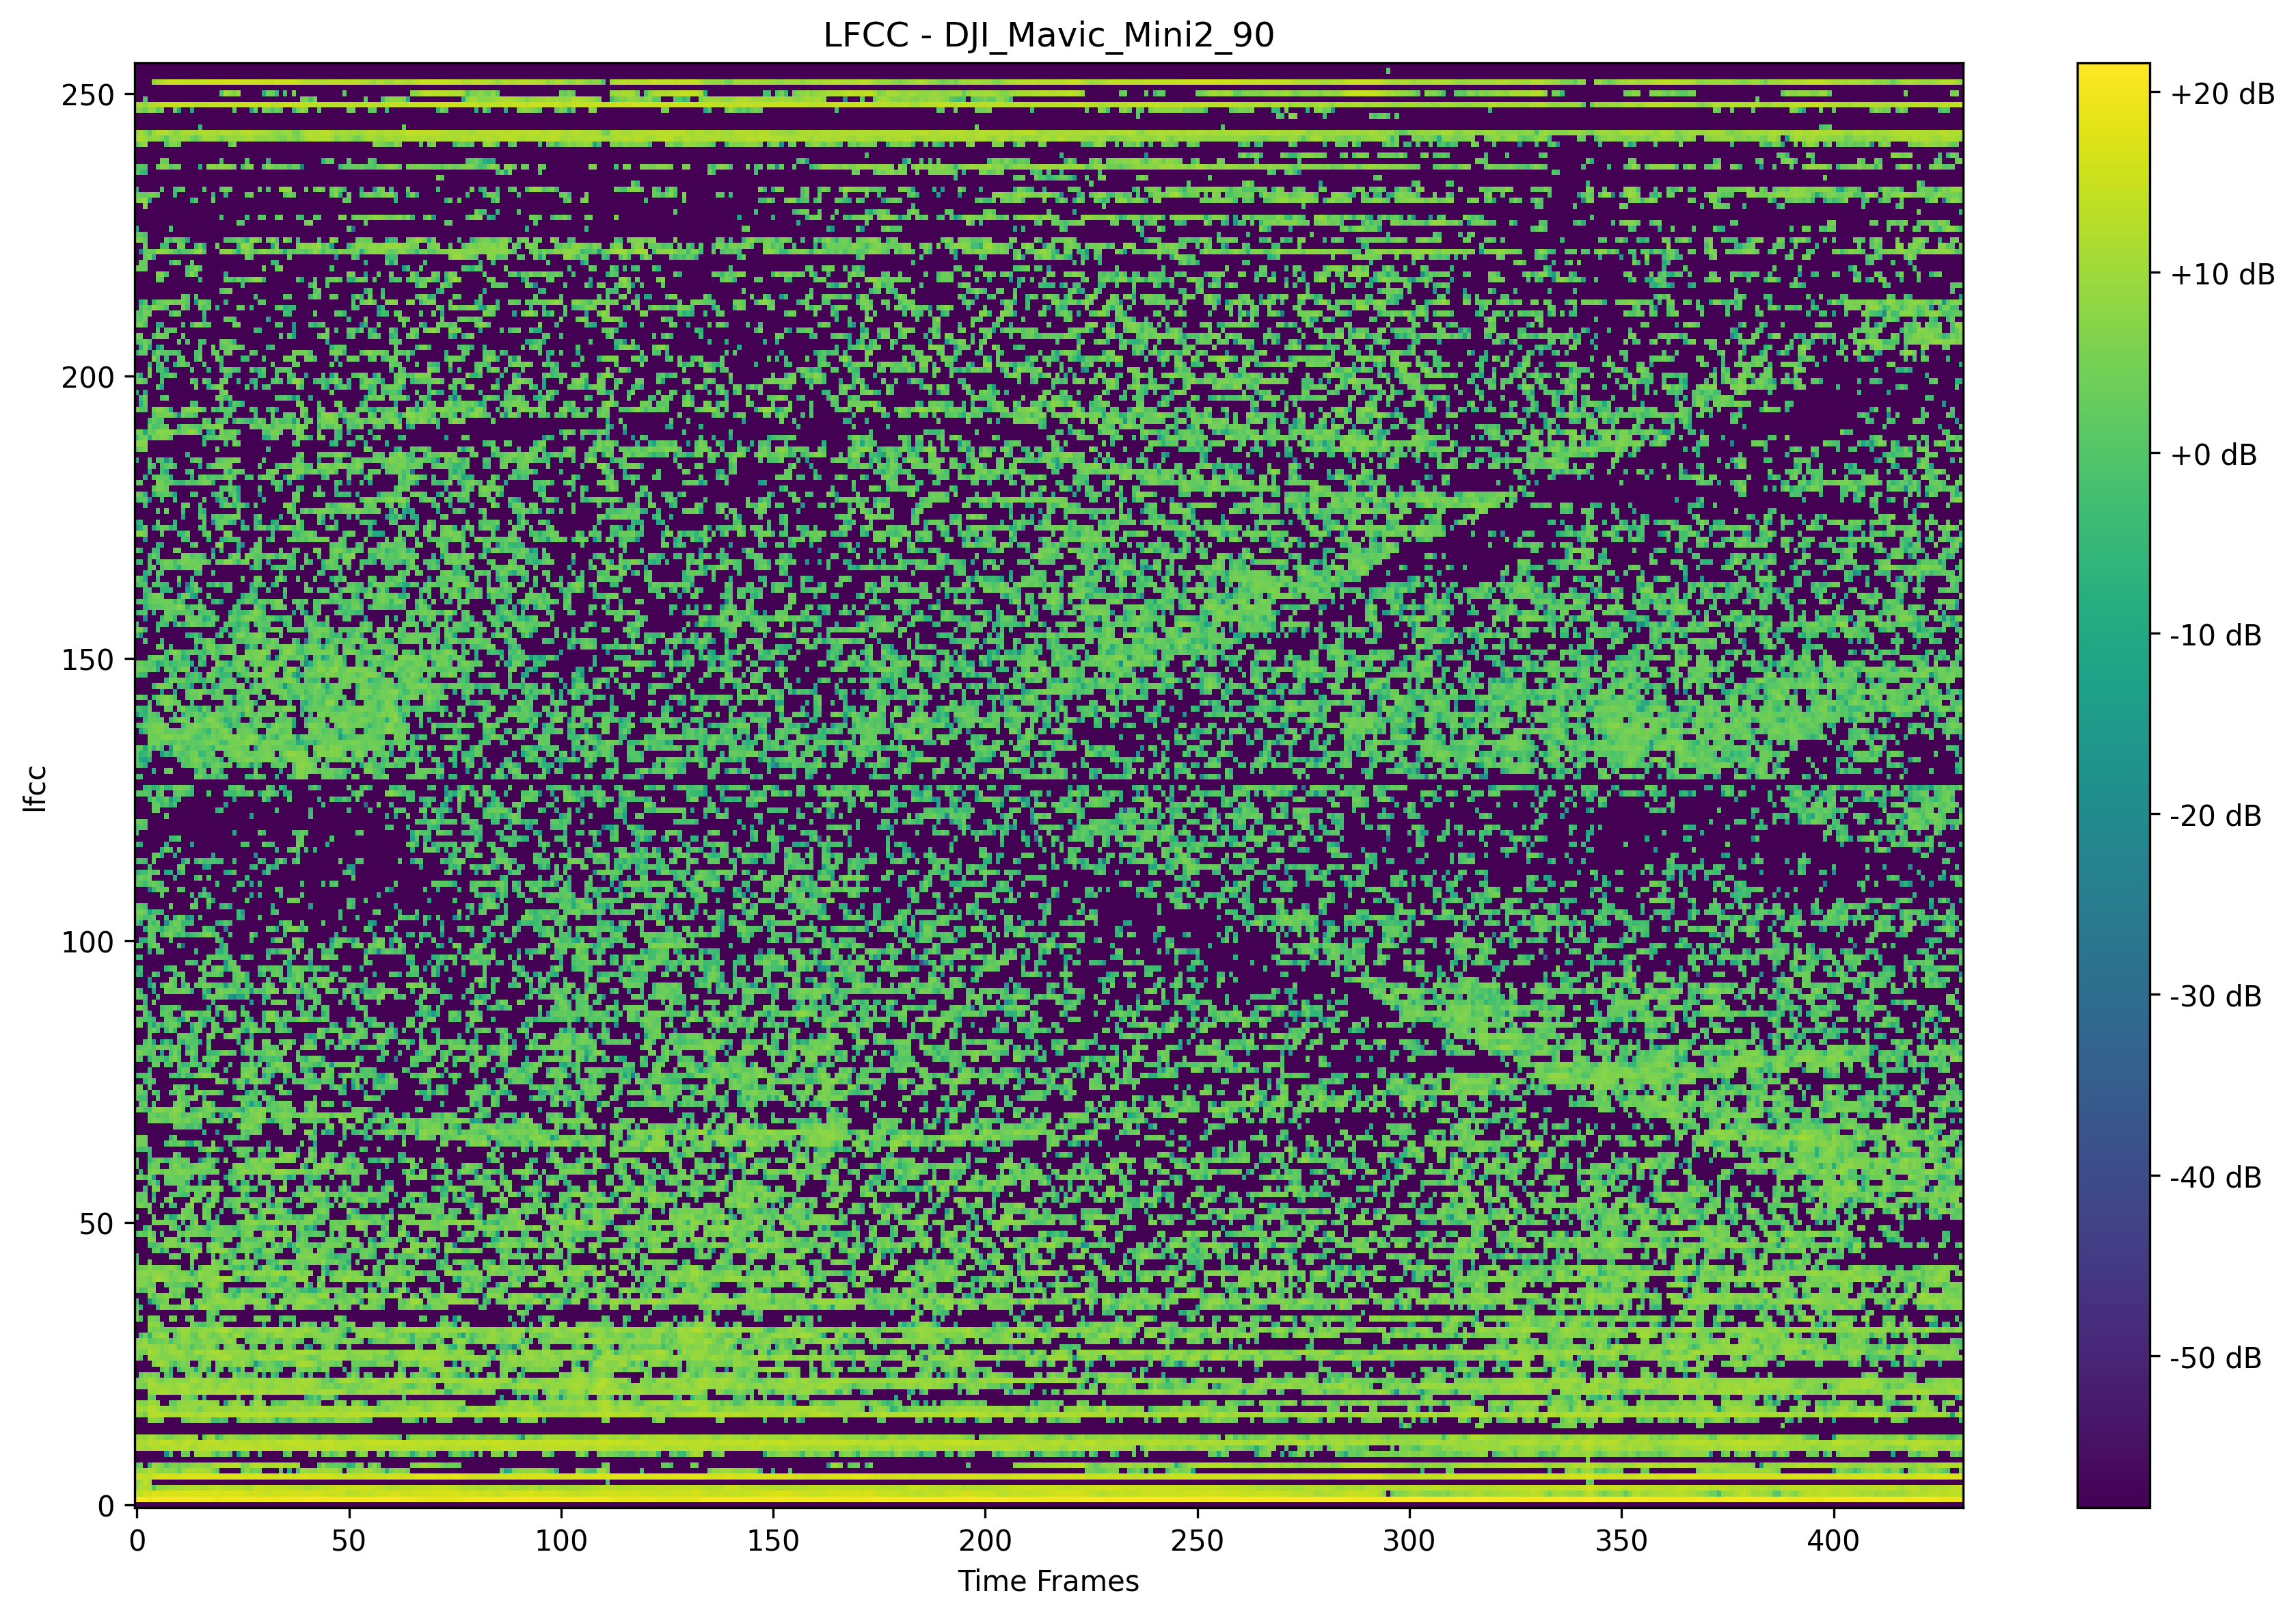 LFCC - DJI_Mavic_Mini2_90
250
200
150
100
50
0
lfcc
0 50 100 150 200 250 300 350 400
Time Frames
+20 dB
+10 dB
+0 dB
-10 dB
-20 dB
-30 dB
-40 dB
-50 dB